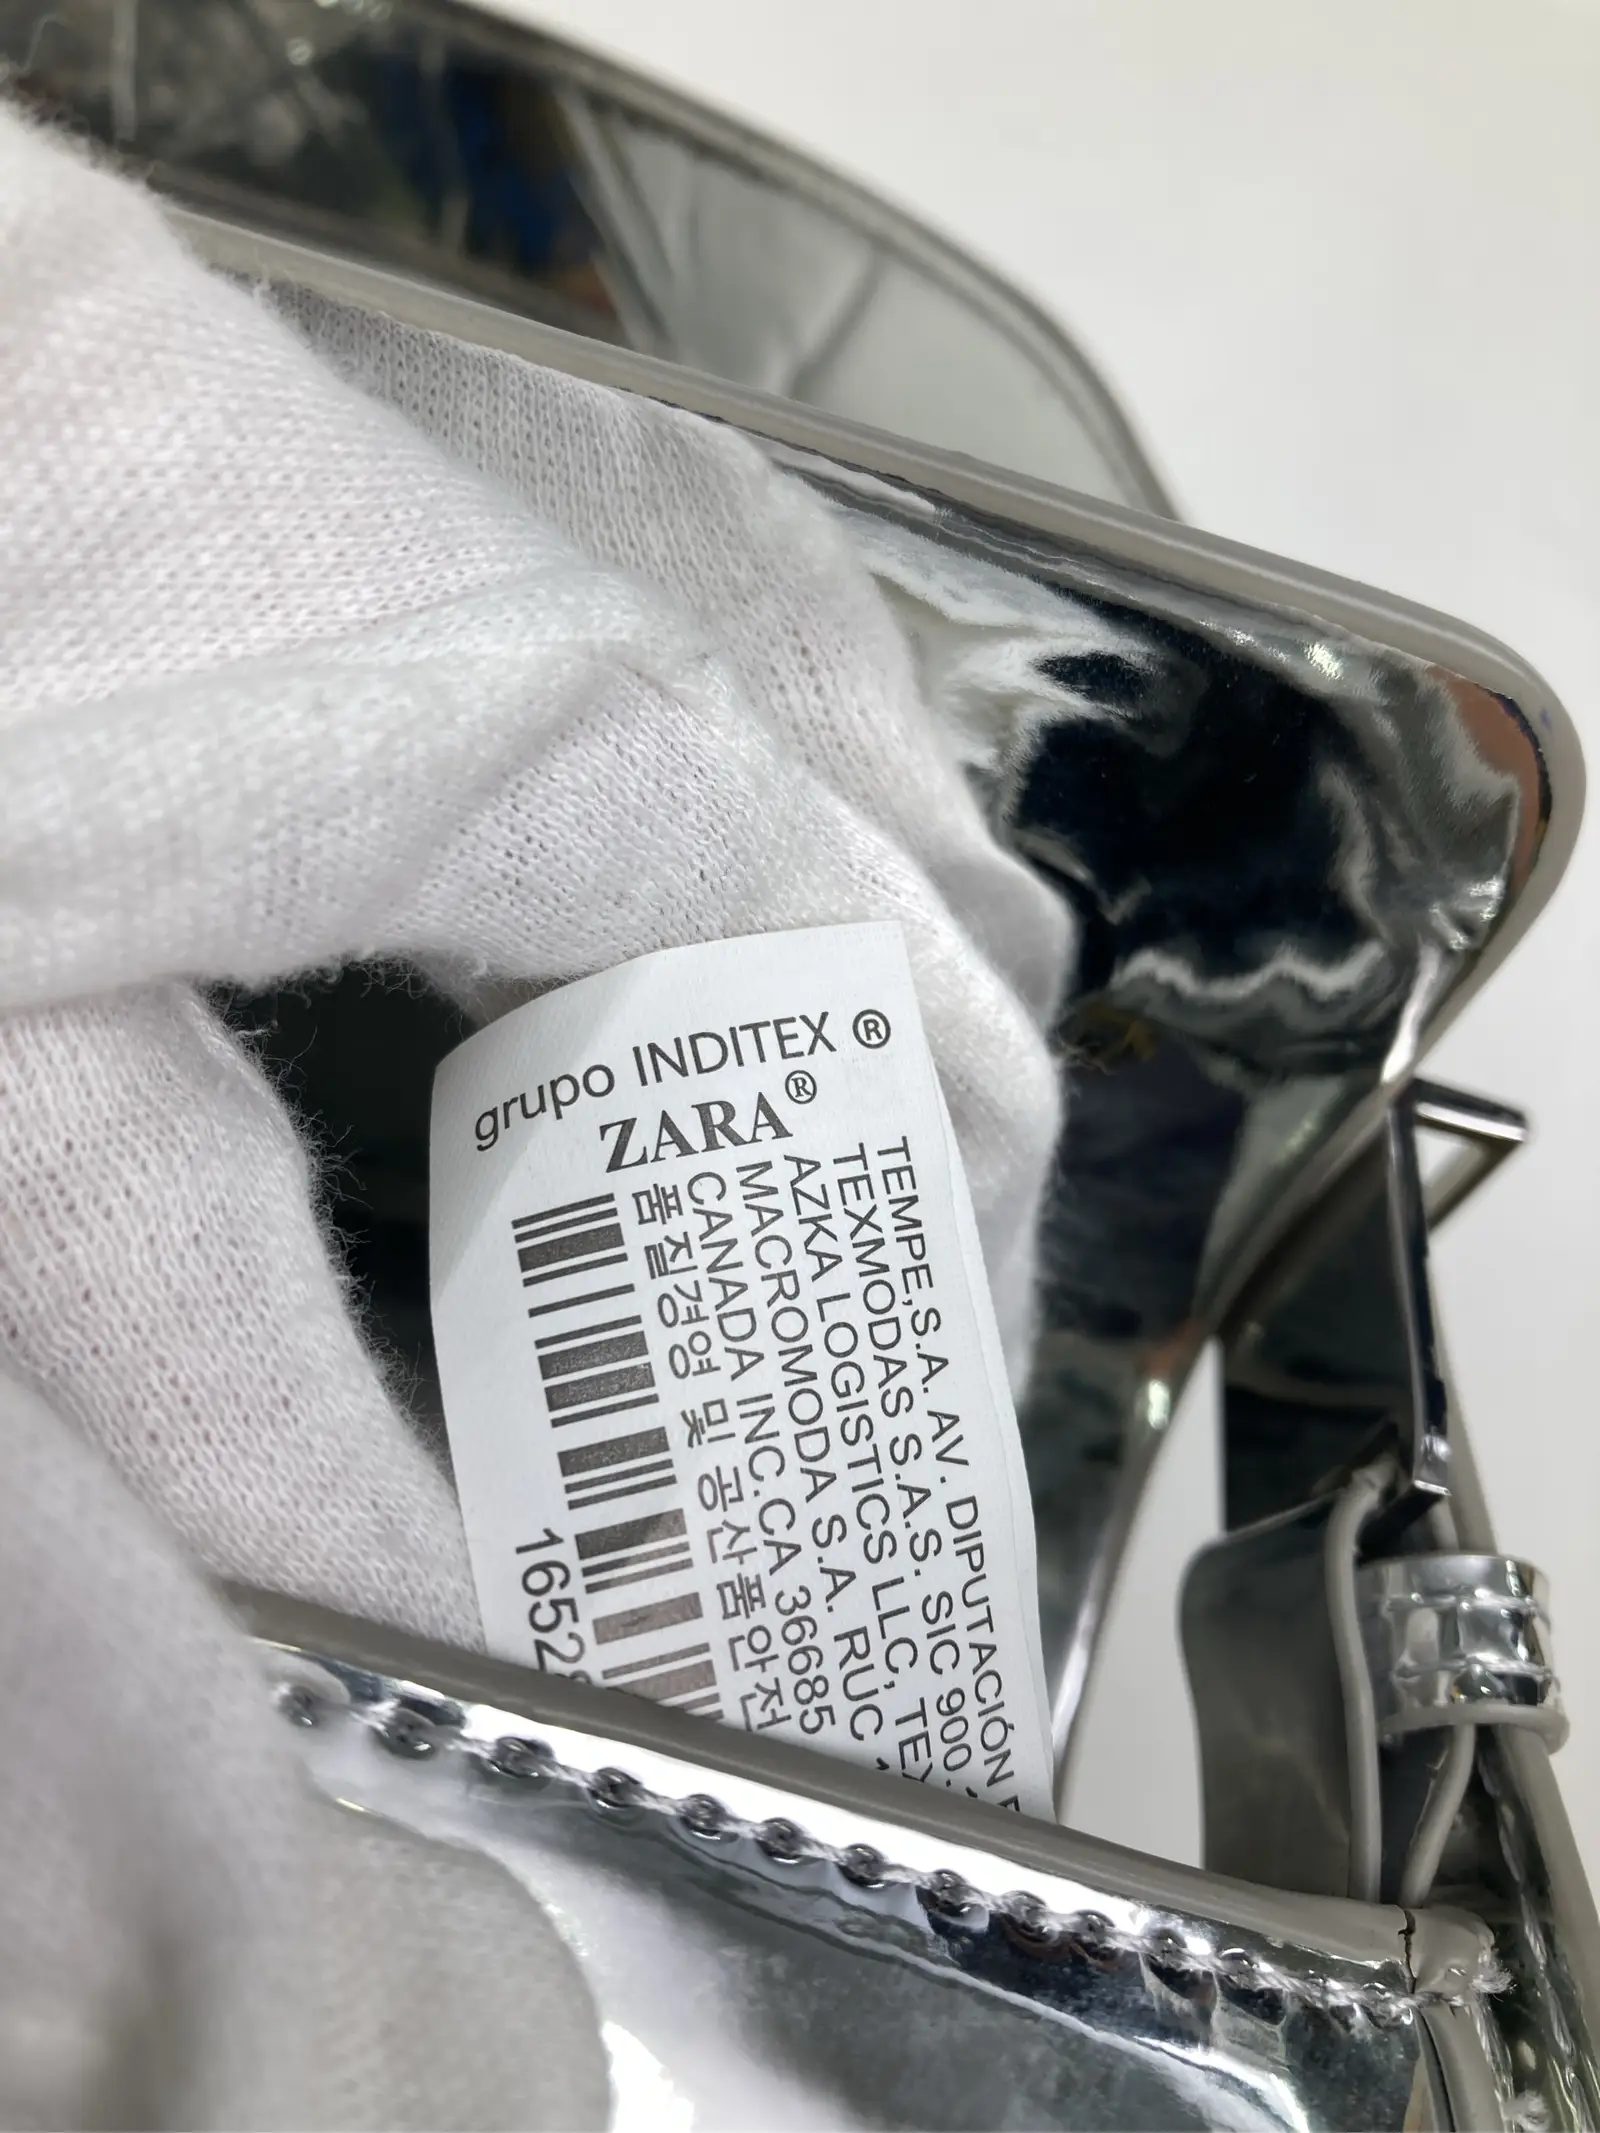 grupo INDITEX ®
ZARA®
TEMPE,S.A. AV. DIPUTACIÓN
TEXMODAS S.A.S. SIC 900.
AZKA LOGISTICS LLC,
MACROMODA S.A. RUC
CANADA INC.CA 36685
품질경영 및 공산품안전
1652